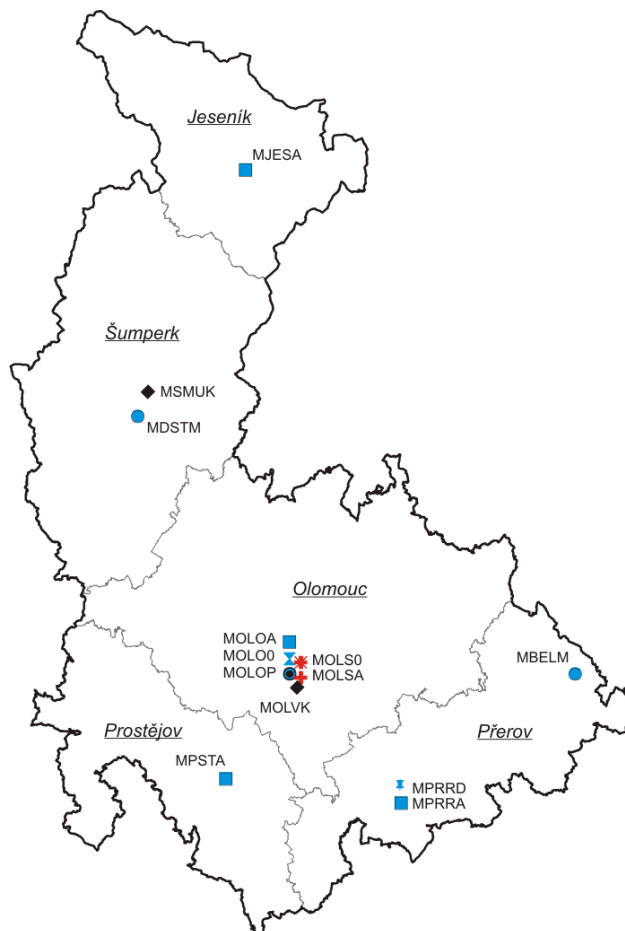 Jeseník
MJESA
Šumperk
MSMUK
MDSTM
Olomouc
MOLOA
MOLO0
MOLS0
MOLOP
MOLSA
MBELM
MOLVK
Prostějov
Přerov
MPSTA
MPRRD
MPRRA